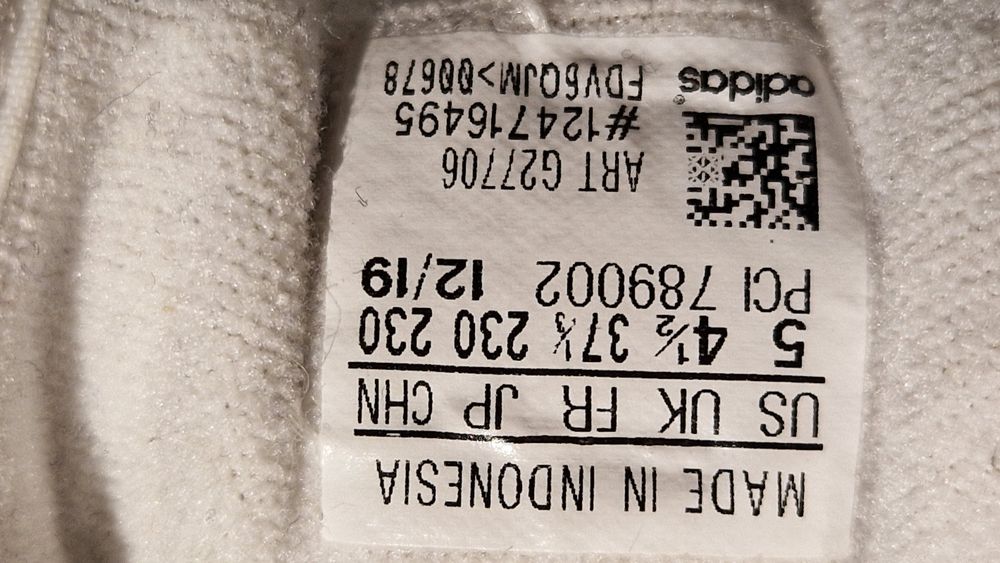 MADE IN INDONESIA
US UK FR JP CHN
5 4½ 37⅓ 230 230
PCI 789002 12/19
ART G27706
#124716495
FDV6QJM>00678
adidas